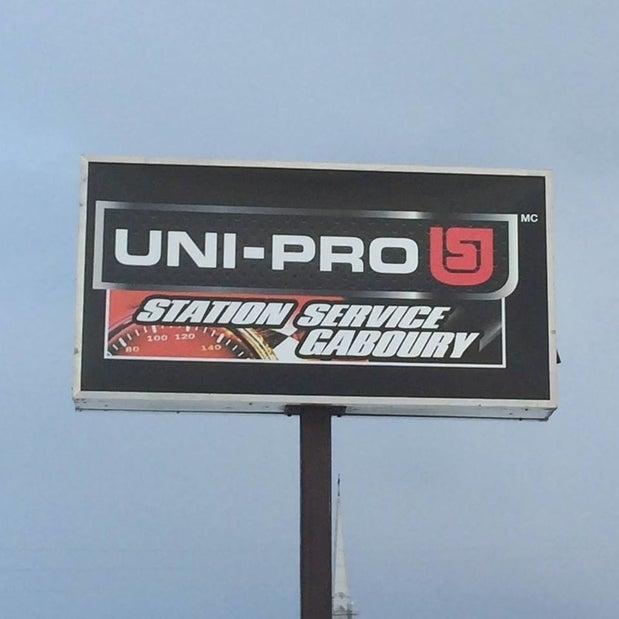 UNI-PRO
MC
STATION SERVICE
GABOURY
80 100 120 140